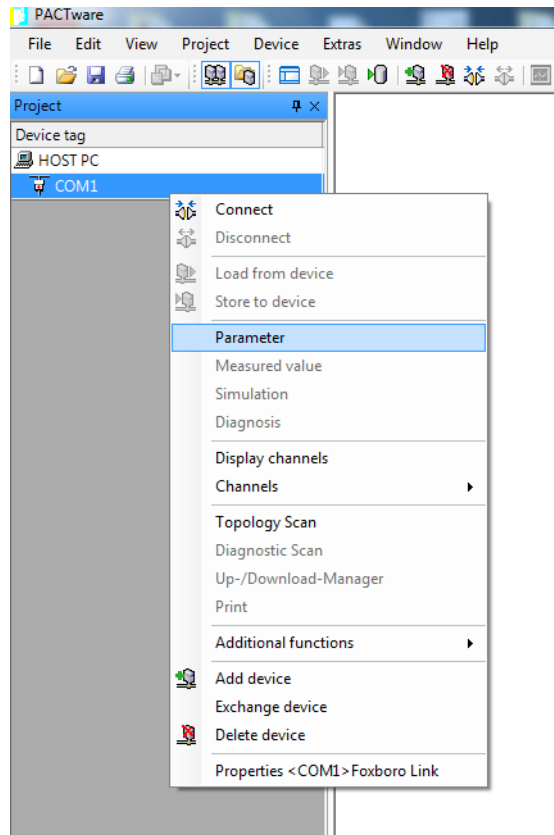 PACTware
File Edit View Project Device Extras Window Help
Project
Device tag
HOST PC
COM1
Connect
Disconnect
Load from device
Store to device
Parameter
Measured value
Simulation
Diagnosis
Display channels
Channels
Topology Scan
Diagnostic Scan
Up-/Download-Manager
Print
Additional functions
Add device
Exchange device
Delete device
Properties <COM1>Foxboro Link